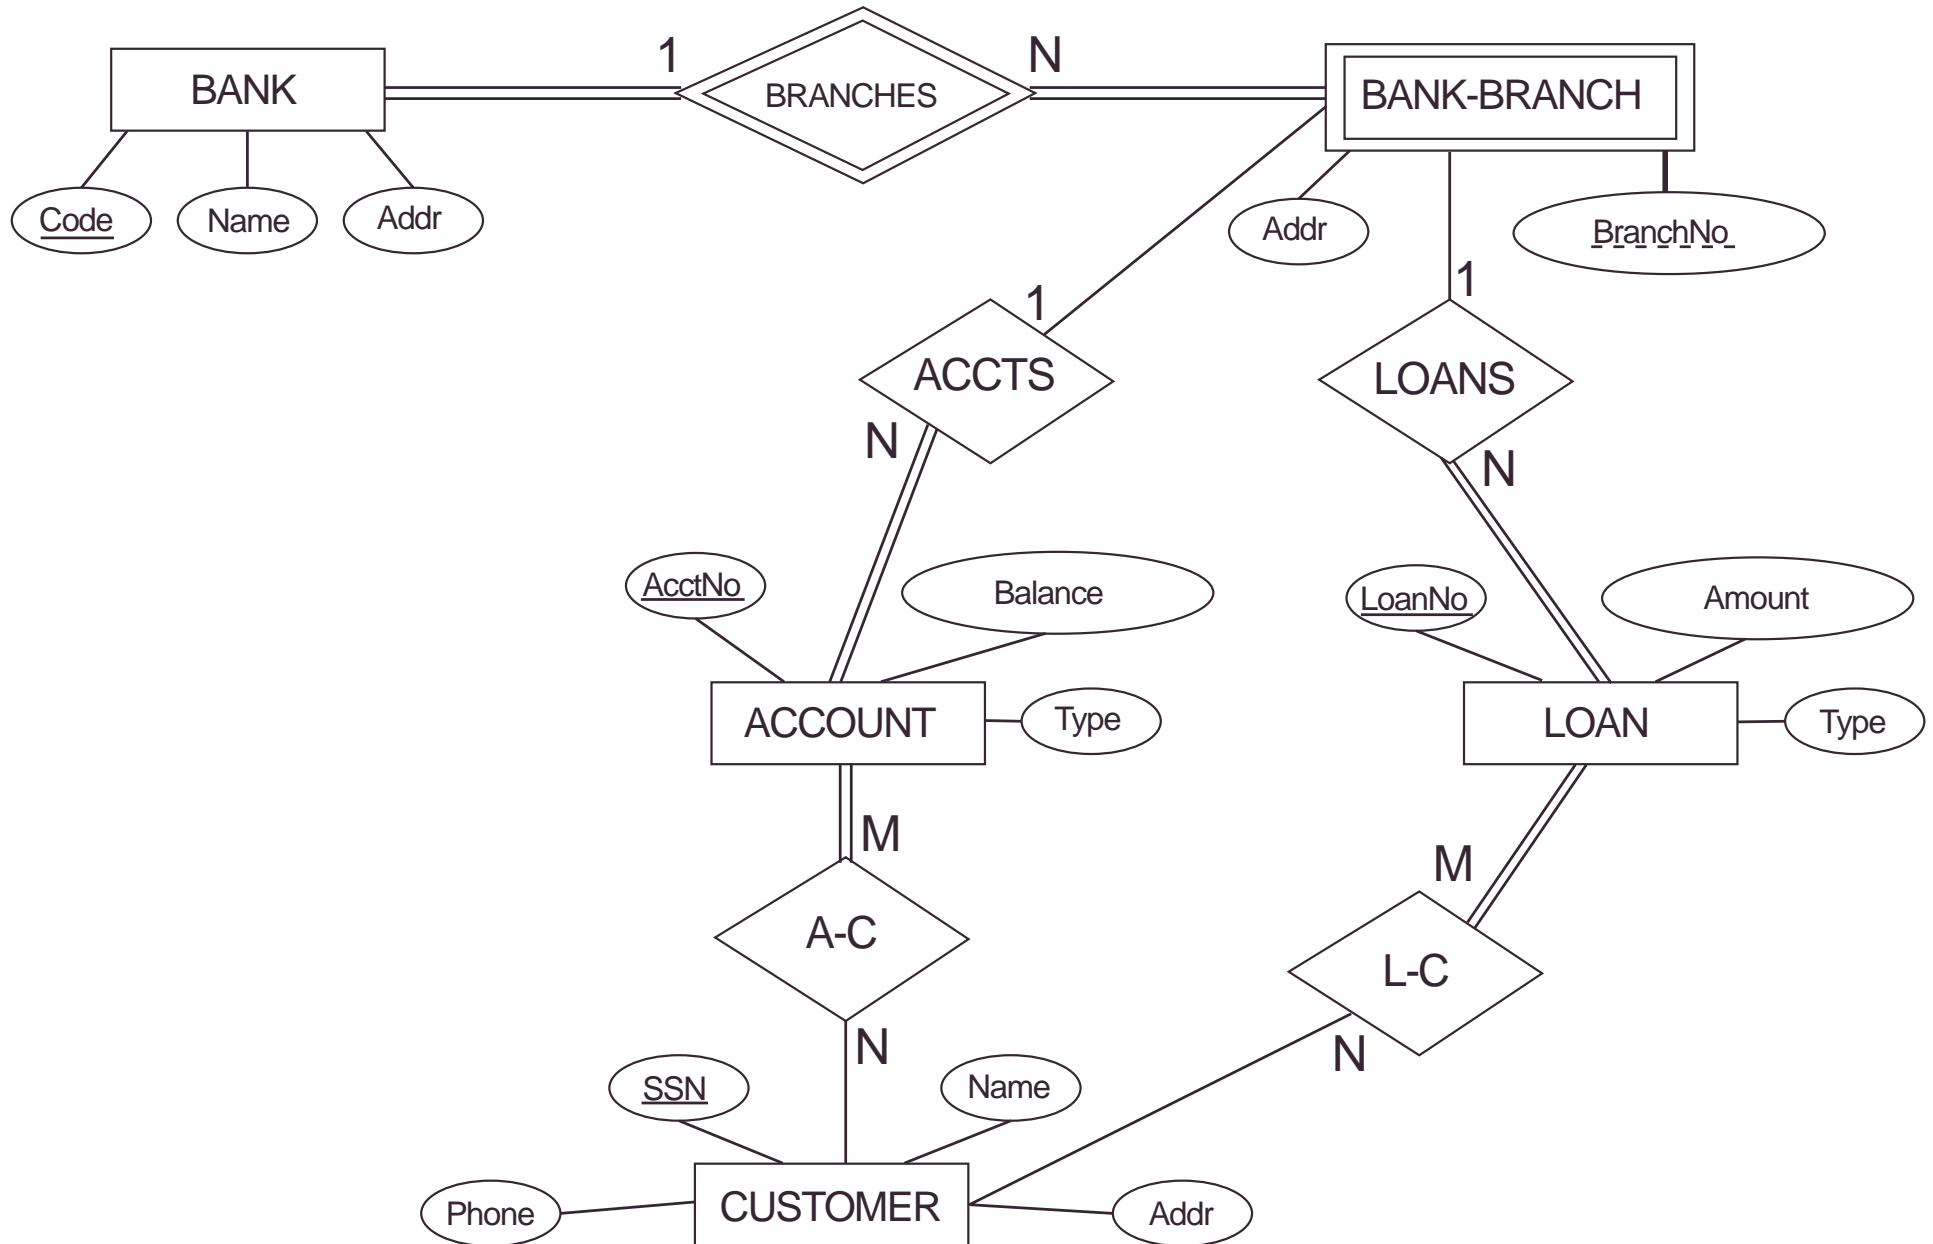 1
N
BANK
BRANCHES
BANK-BRANCH
Code
Name
Addr
Addr
BranchNo
1
1
ACCTS
LOANS
N
N
AcctNo
Balance
LoanNo
Amount
ACCOUNT
Type
LOAN
Type
M
M
A-C
L-C
N
N
SSN
Name
Phone
CUSTOMER
Addr